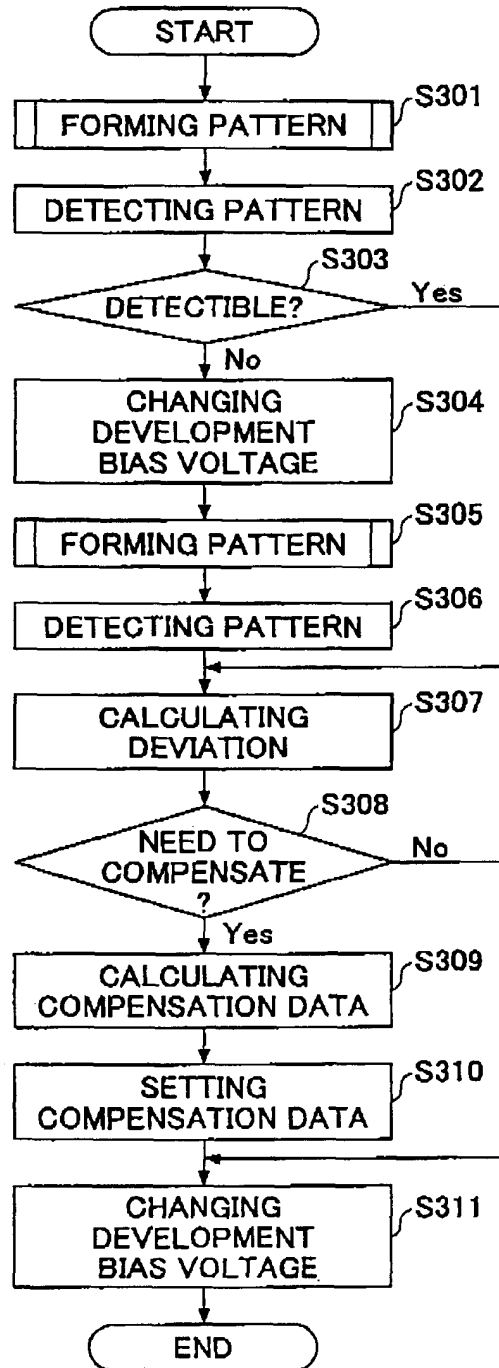 START
FORMING PATTERN
S301
DETECTING PATTERN
S302
S303
DETECTIBLE?
Yes
No
CHANGING
DEVELOPMENT
BIAS VOLTAGE
S304
FORMING PATTERN
S305
DETECTING PATTERN
S306
CALCULATING
DEVIATION
S307
S308
NEED TO
COMPENSATE
?
No
Yes
CALCULATING
COMPENSATION DATA
S309
SETTING
COMPENSATION DATA
S310
CHANGING
DEVELOPMENT
BIAS VOLTAGE
S311
END